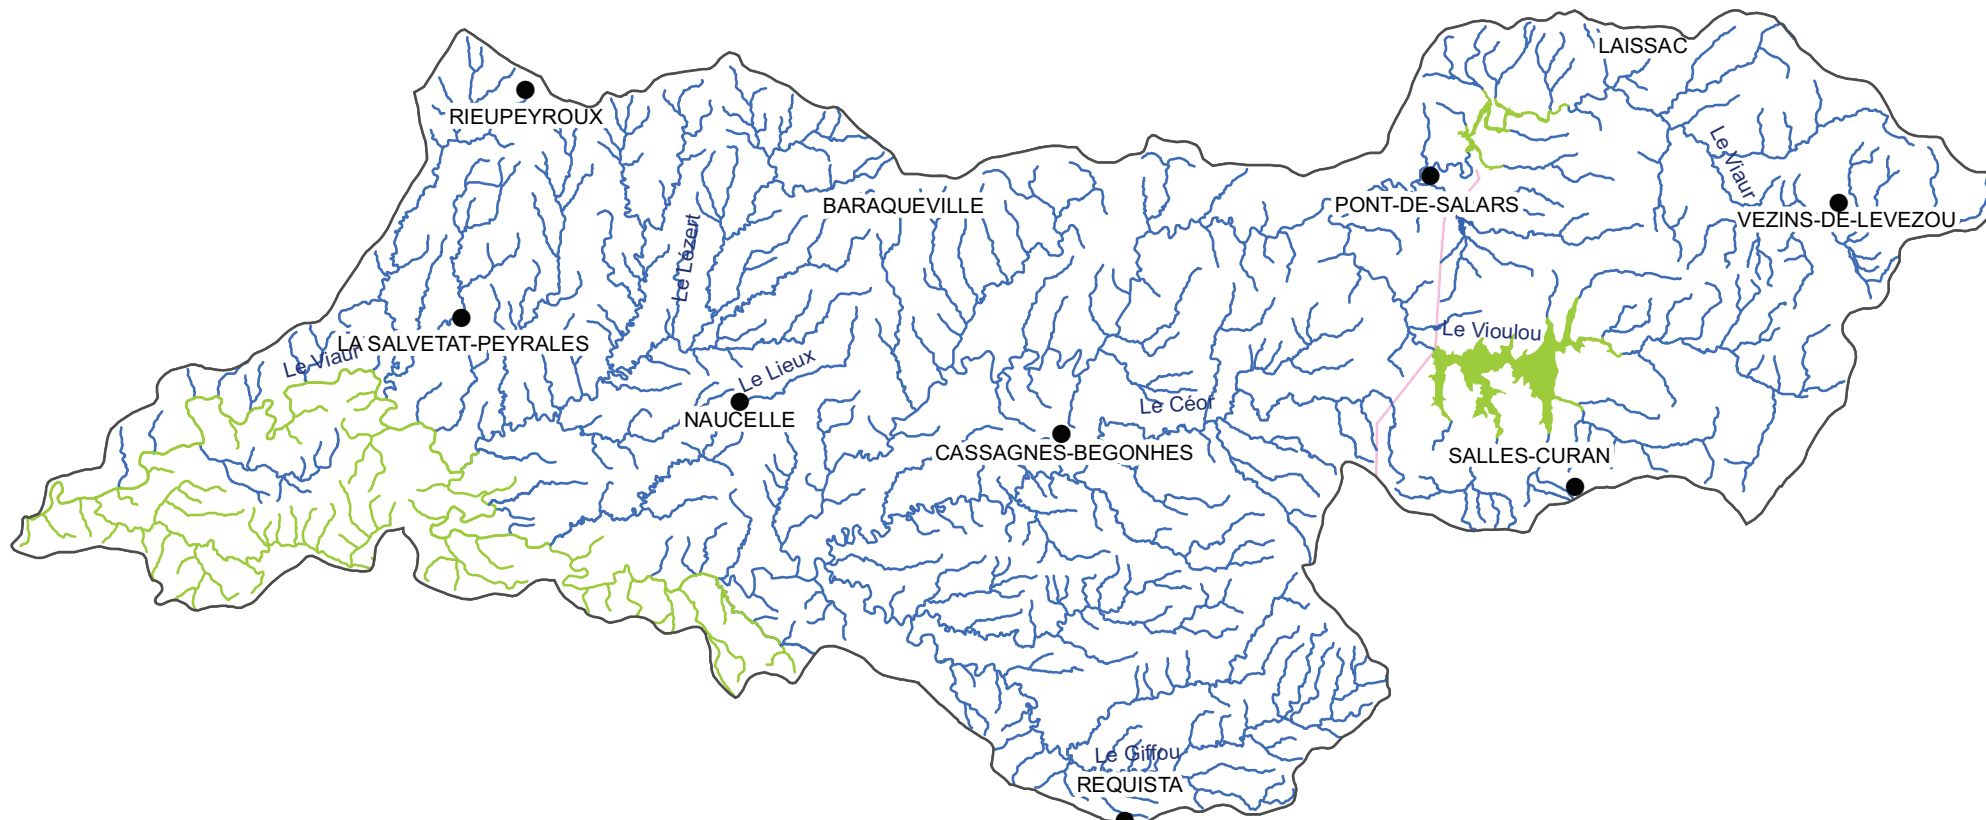 LAISSAC
RIEUPEYROUX
Le Viaur
BARAQUEVILLE
PONT-DE-SALARS
VEZINS-DE-LEVEZOU
Le Lézert
Le Vioulou
LA SALVETAT-PEYRALES
Le Viaur
Le Lieux
NAUCELLE
Le Céor
CASSAGNES-BEGONHES
SALLES-CURAN
Le Giffou
REQUISTA